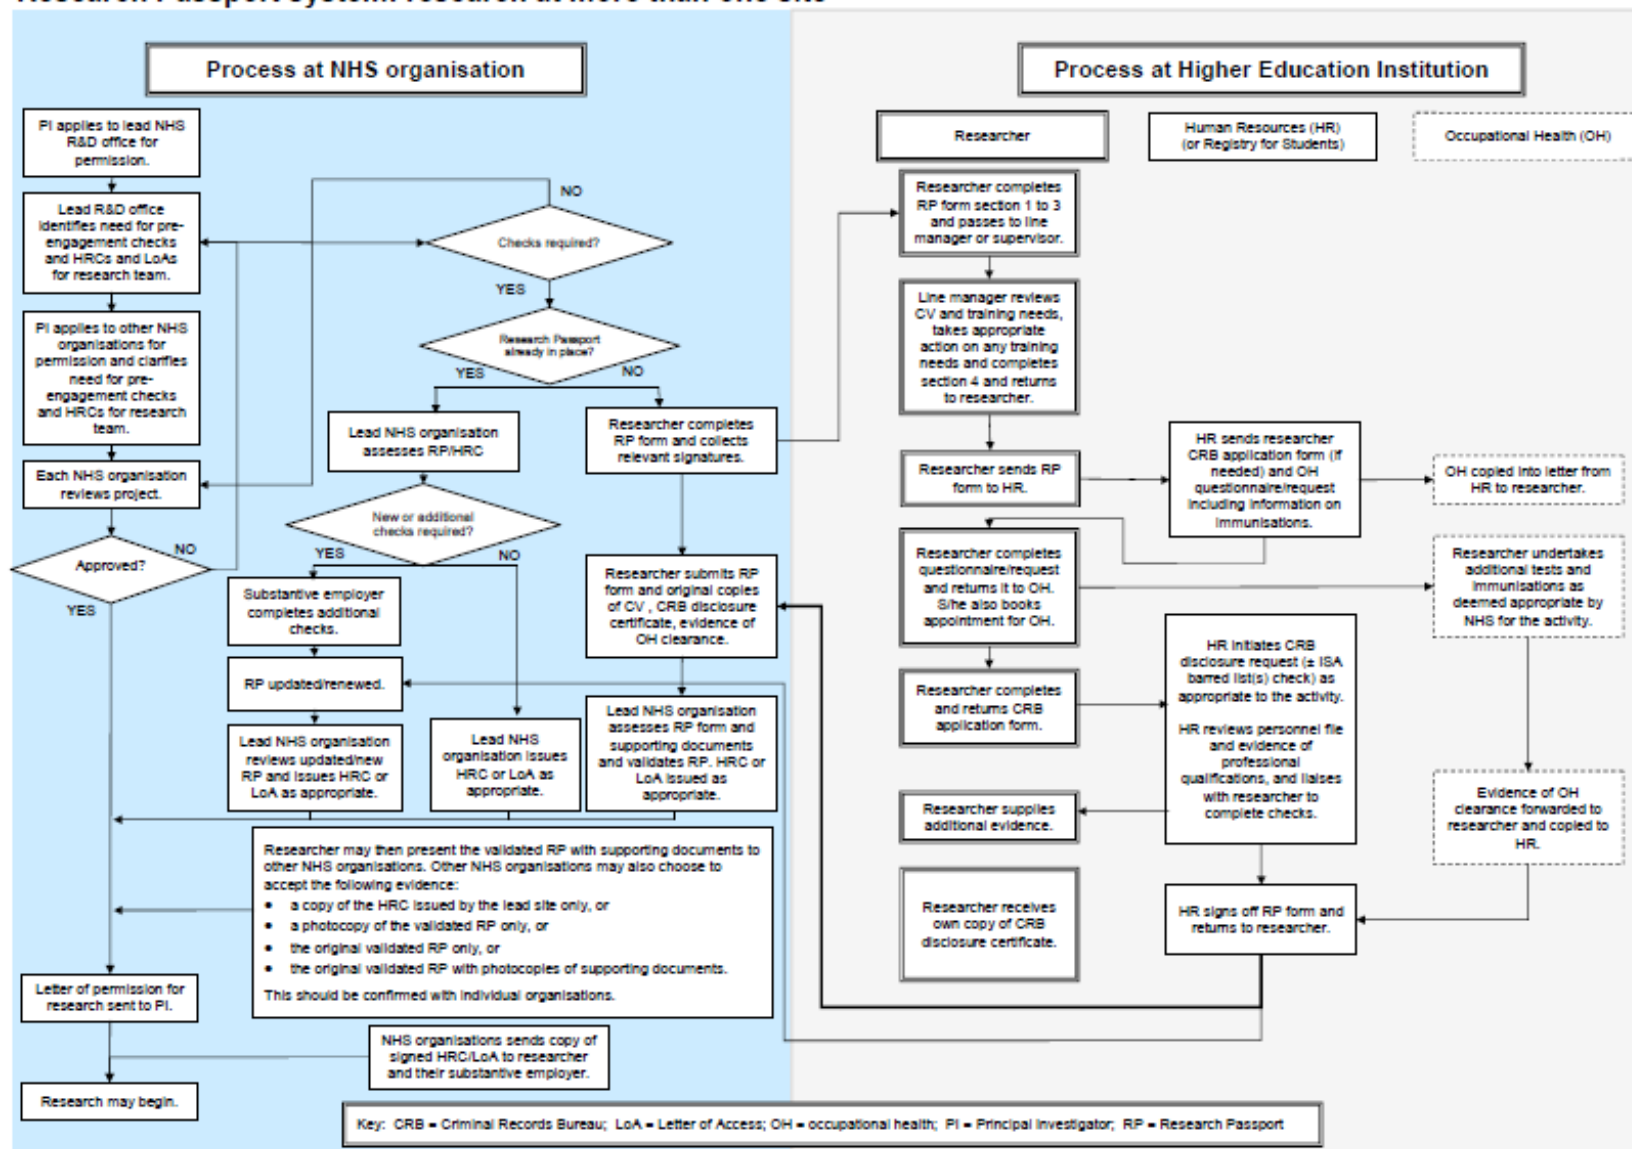 Research Passport system: research at more than one site
Process at NHS organisation
PI applies to lead NHS
R&D office for
permission.
Lead R&D office
identifies need for pre-
engagement checks
and HRCs and LoAs
for research team.
PI applies to other NHS
organisations for
permission and clarifies
need for pre-
engagement checks
and HRCs for research
team.
Each NHS organisation
reviews project.
Approved?
NO
YES
Letter of permission for
research sent to PI.
Research may begin.
NO
Checks required?
YES
Research Passport
already in place?
YES
NO
Lead NHS organisation
assesses RP/HRC
New or additional
checks required?
YES
NO
Substantive employer
completes additional
checks.
RP updated/renewed.
Lead NHS organisation
reviews updated/new
RP and issues HRC or
LoA as appropriate.
Lead NHS
organisation issues
HRC or LoA as
appropriate.
Researcher completes
RP form and collects
relevant signatures.
Researcher submits RP
form and original copies
of CV , CRB disclosure
certificate, evidence of
OH clearance.
Lead NHS organisation
assesses RP form and
supporting documents
and validates RP. HRC or
LoA issued as
appropriate.
Researcher may then present the validated RP with supporting documents to
other NHS organisations. Other NHS organisations may also choose to
accept the following evidence:
• a copy of the HRC issued by the lead site only, or
• a photocopy of the validated RP only, or
• the original validated RP only, or
• the original validated RP with photocopies of supporting documents.
This should be confirmed with individual organisations.
NHS organisations sends copy of
signed HRC/LoA to researcher
and their substantive employer.
Process at Higher Education Institution
Researcher
Human Resources (HR)
(or Registry for Students)
Occupational Health (OH)
Researcher completes
RP form section 1 to 3
and passes to line
manager or supervisor.
Line manager reviews
CV and training needs,
takes appropriate
action on any training
needs and completes
section 4 and returns
to researcher.
Researcher sends RP
form to HR.
HR sends researcher
CRB application form (if
needed) and OH
questionnaire/request
including information on
immunisations.
OH copied into letter from
HR to researcher.
Researcher completes
questionnaire/request
and returns it to OH.
S/he also books
appointment for OH.
Researcher undertakes
additional tests and
immunisations as
deemed appropriate by
NHS for the activity.
Researcher completes
and returns CRB
application form.
HR initiates CRB
disclosure request (± ISA
barred list(s) check) as
appropriate to the activity.
HR reviews personnel file
and evidence of
professional
qualifications, and liaises
with researcher to
complete checks.
Researcher supplies
additional evidence.
Evidence of OH
clearance forwarded to
researcher and copied to
HR.
Researcher receives
own copy of CRB
disclosure certificate.
HR signs off RP form and
returns to researcher.
Key: CRB = Criminal Records Bureau; LoA = Letter of Access; OH = occupational health; PI = Principal Investigator; RP = Research Passport